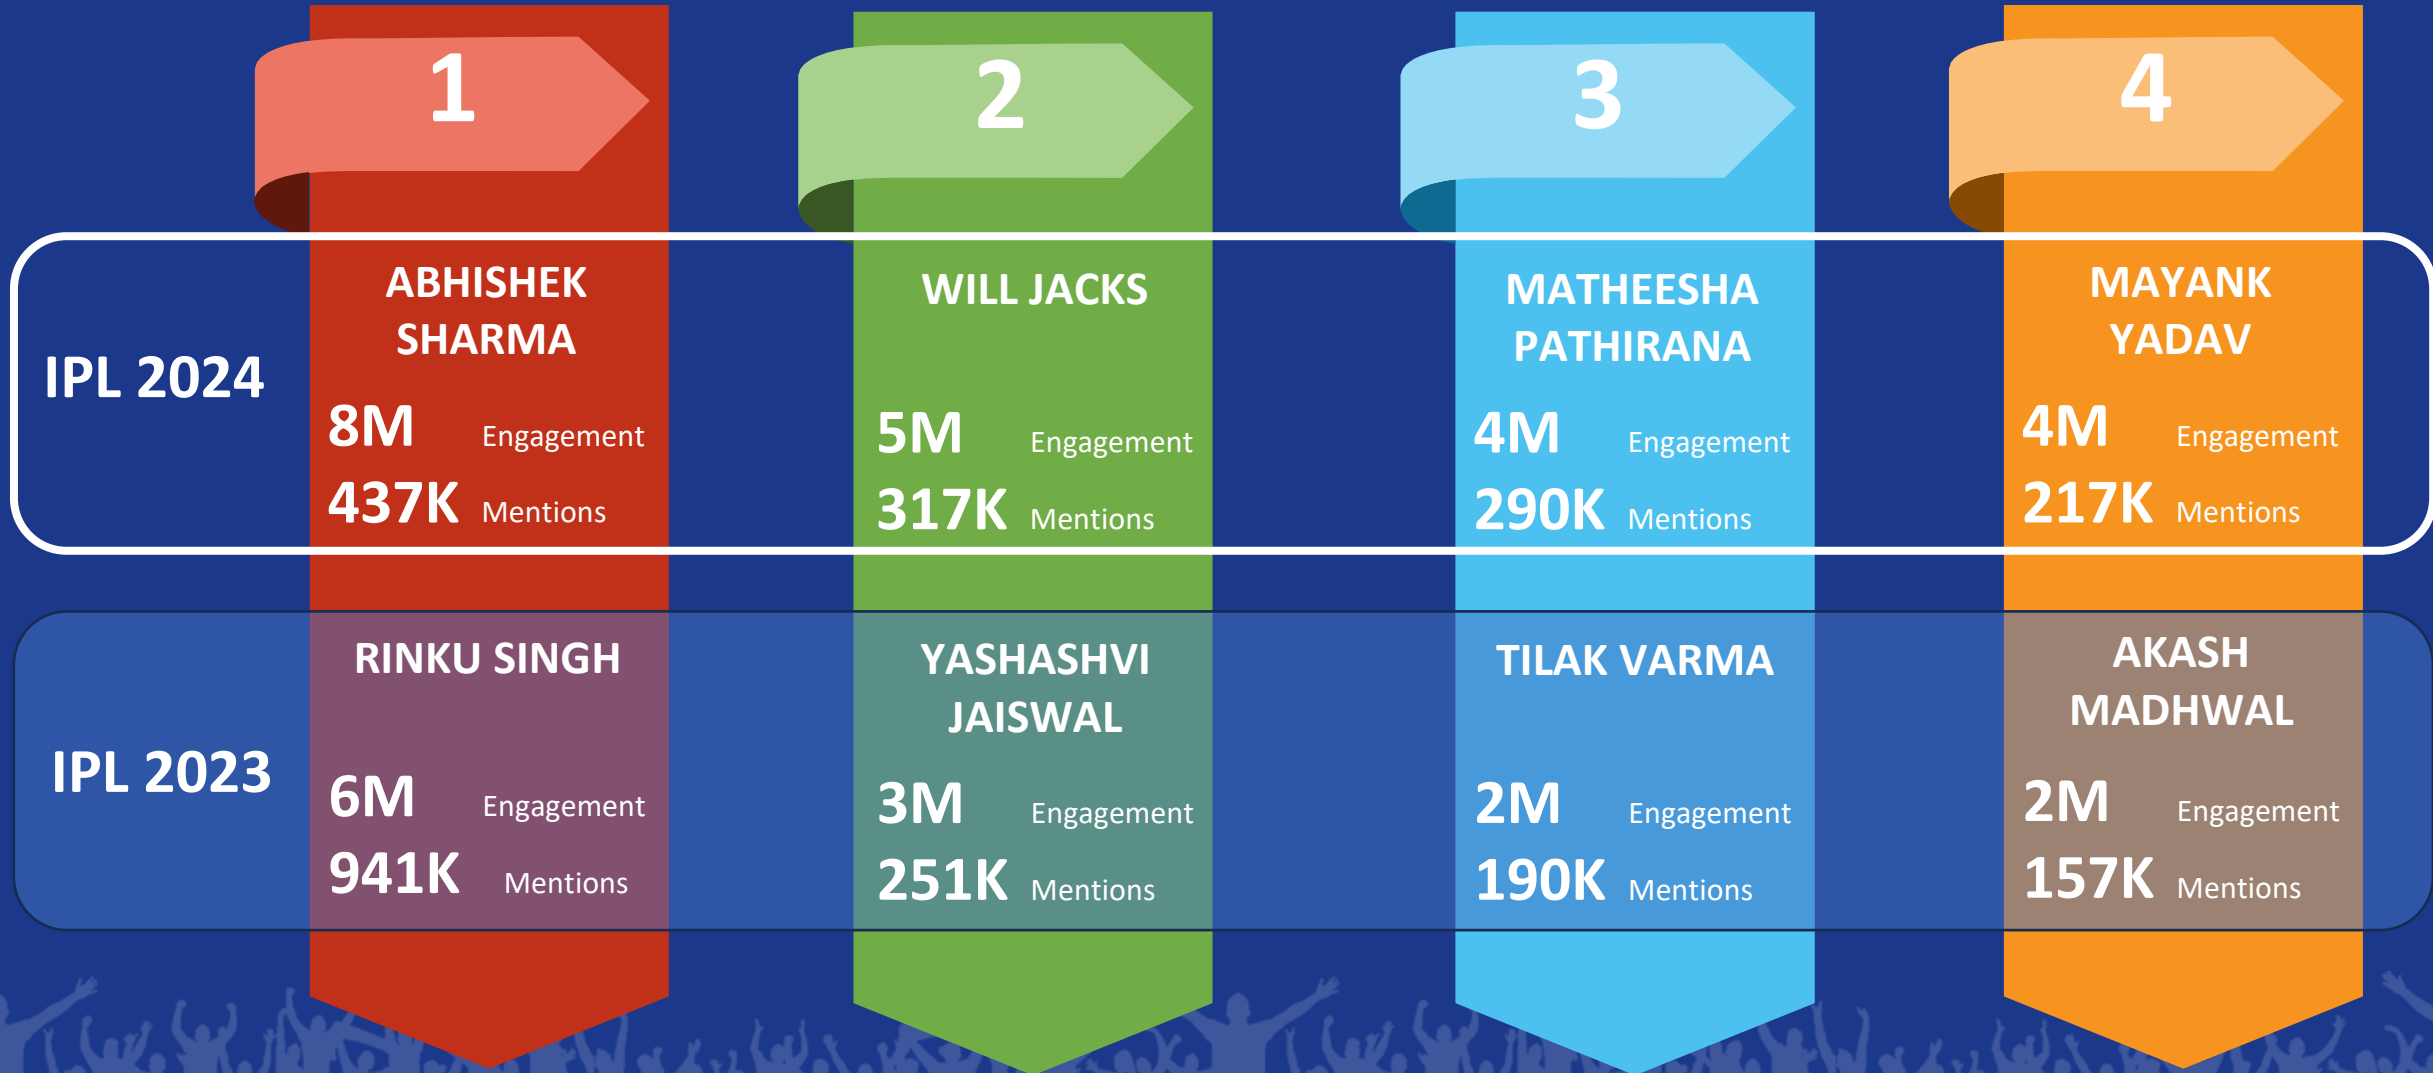 1
2
3
4
IPL 2024
ABHISHEK
SHARMA
8M Engagement
437K Mentions
WILL JACKS
5M Engagement
317K Mentions
MATHEESHA
PATHIRANA
4M Engagement
290K Mentions
MAYANK
YADAV
4M Engagement
217K Mentions
IPL 2023
RINKU SINGH
6M Engagement
941K Mentions
YASHASHVI
JAISWAL
3M Engagement
251K Mentions
TILAK VARMA
2M Engagement
190K Mentions
AKASH
MADHWAL
2M Engagement
157K Mentions